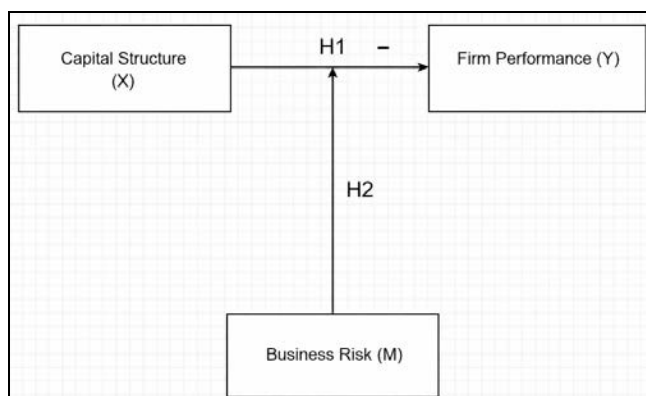 Capital Structure
(X)
H1 –
Firm Performance (Y)
H2
Business Risk (M)